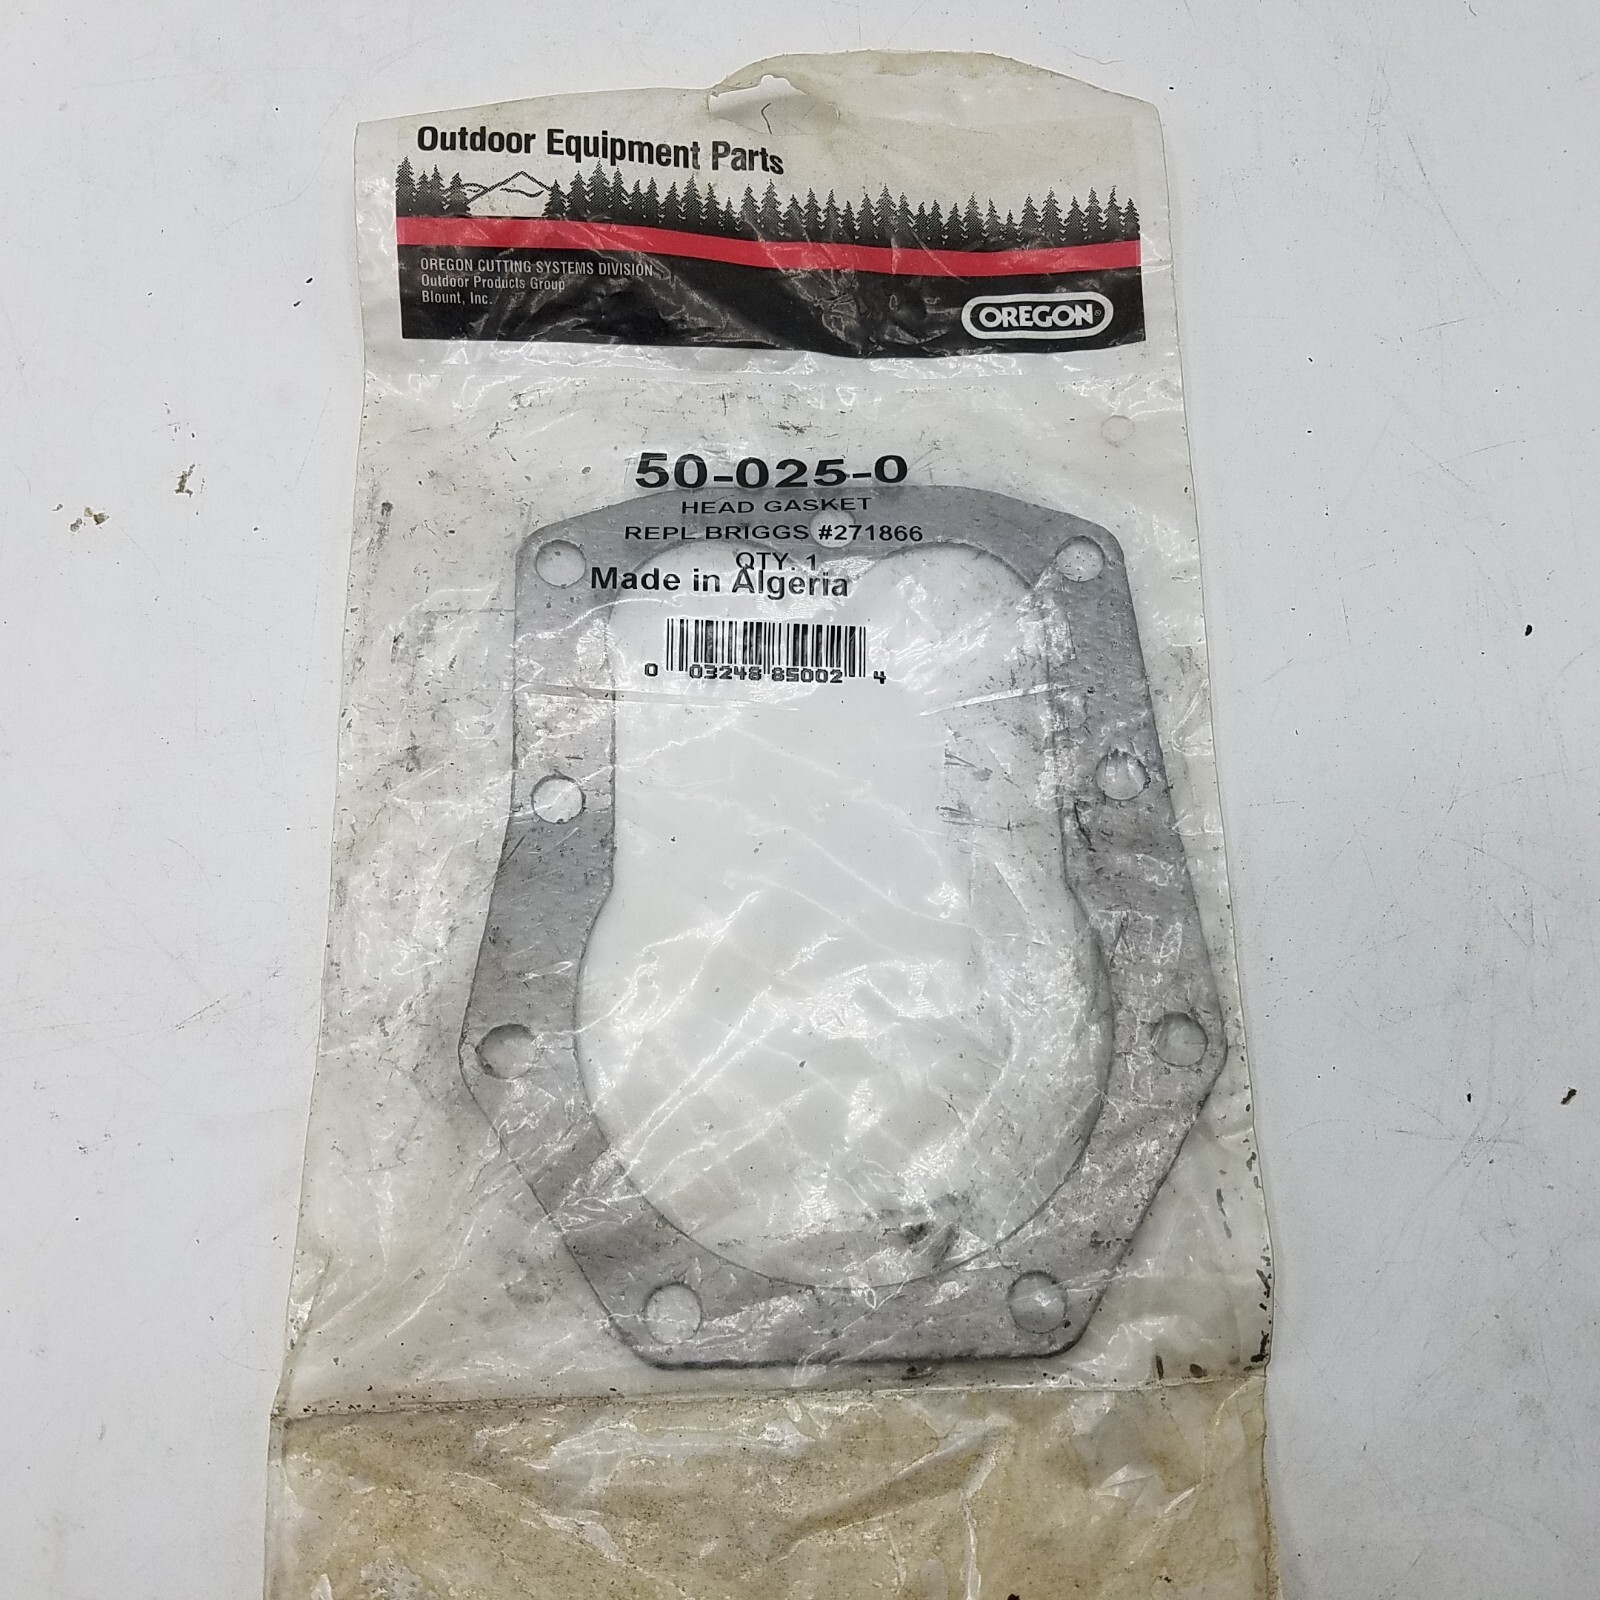 Outdoor Equipment Parts
OREGON CUTTING SYSTEMS DIVISION
Outdoor Products Group
Blount, Inc.
OREGON®
50-025-0
HEAD GASKET
REPL BRIGGS #271866
QTY. 1
Made in Algeria
0 03248 85002 4